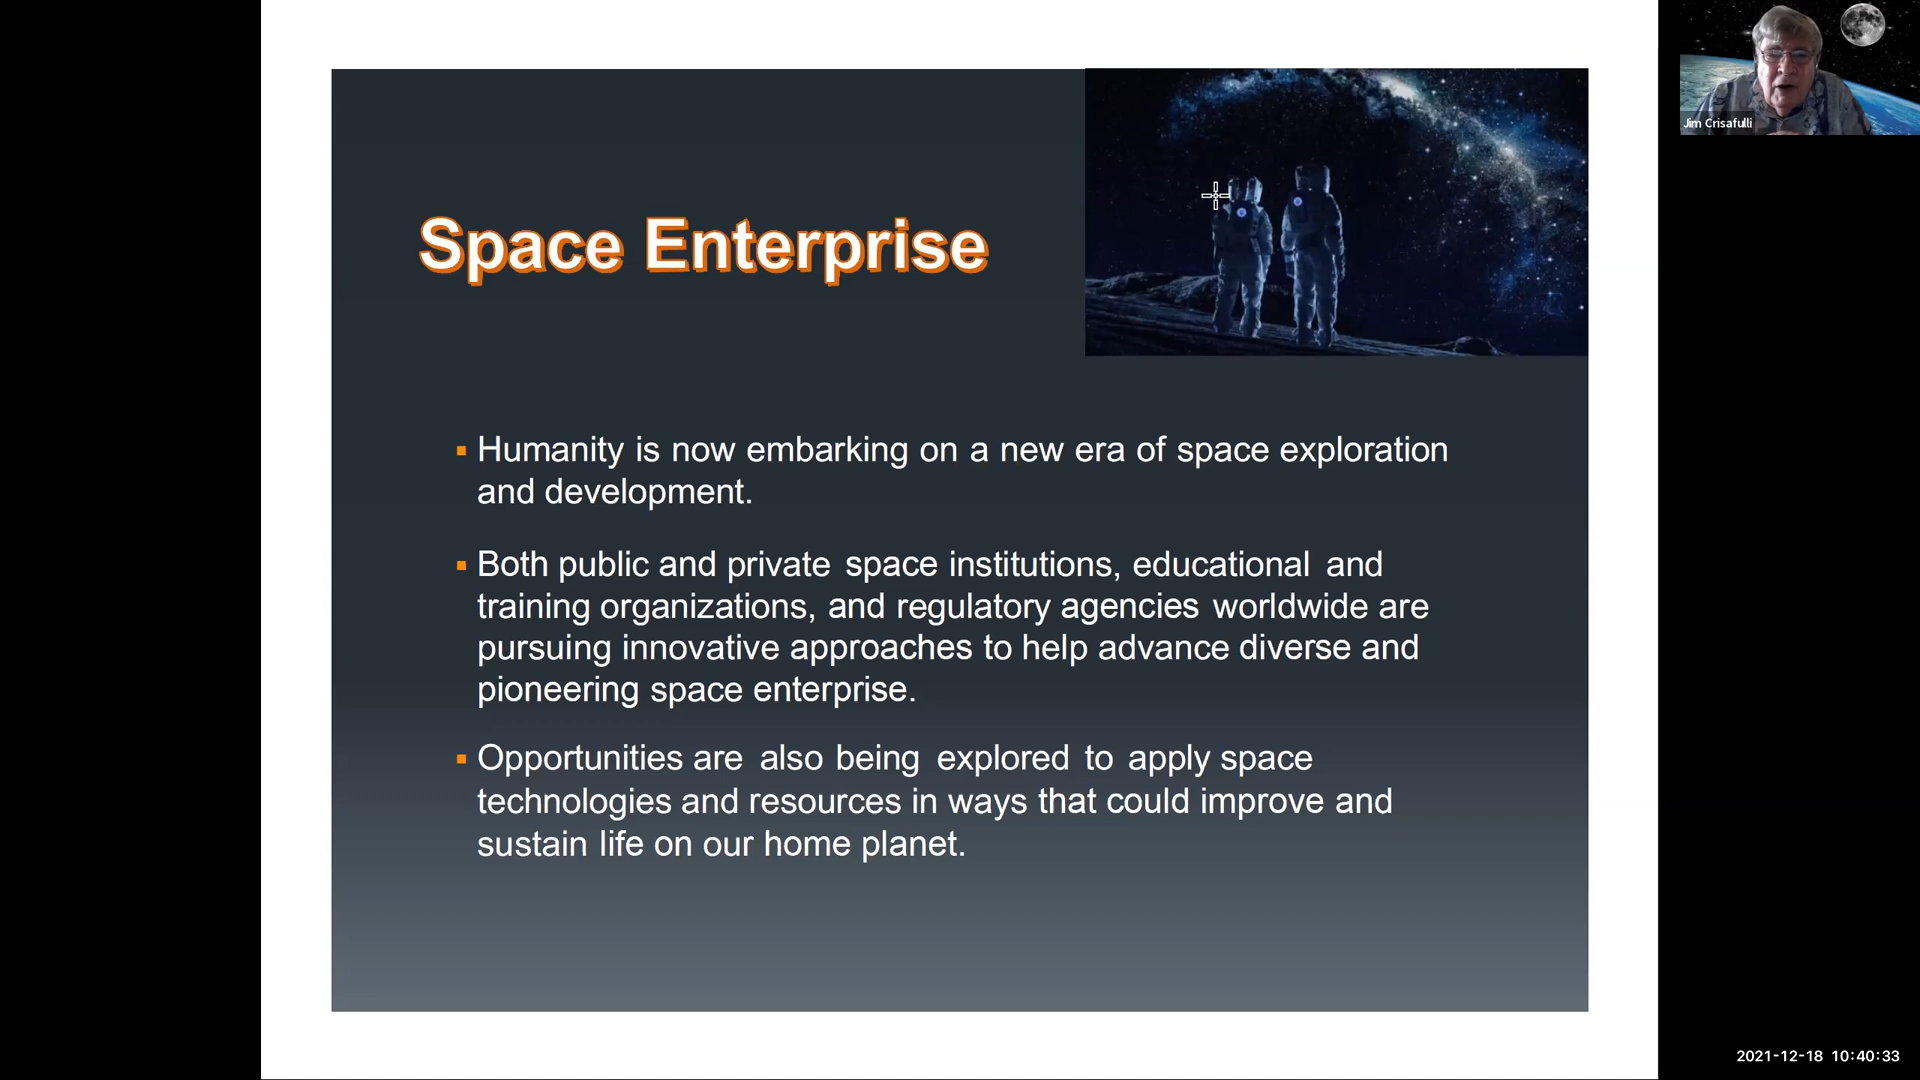 Jim Crisafulli
Space Enterprise
▪ Humanity is now embarking on a new era of space exploration
and development.
▪ Both public and private space institutions, educational and
training organizations, and regulatory agencies worldwide are
pursuing innovative approaches to help advance diverse and
pioneering space enterprise.
▪ Opportunities are also being explored to apply space
technologies and resources in ways that could improve and
sustain life on our home planet.
2021-12-18 10:40:33